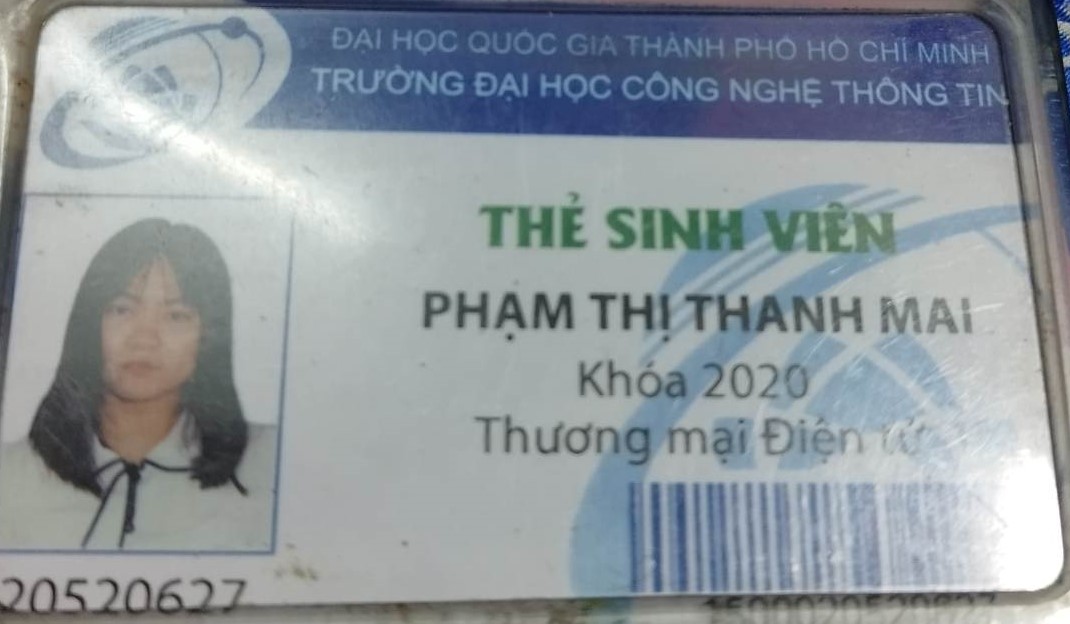 ĐẠI HỌC QUỐC GIA THÀNH PHỐ HỒ CHÍ MINH
TRƯỜNG ĐẠI HỌC CÔNG NGHỆ THÔNG TIN
THẺ SINH VIÊN
PHẠM THỊ THANH MAI
Khóa 2020
Thương mại Điện tử
20520627